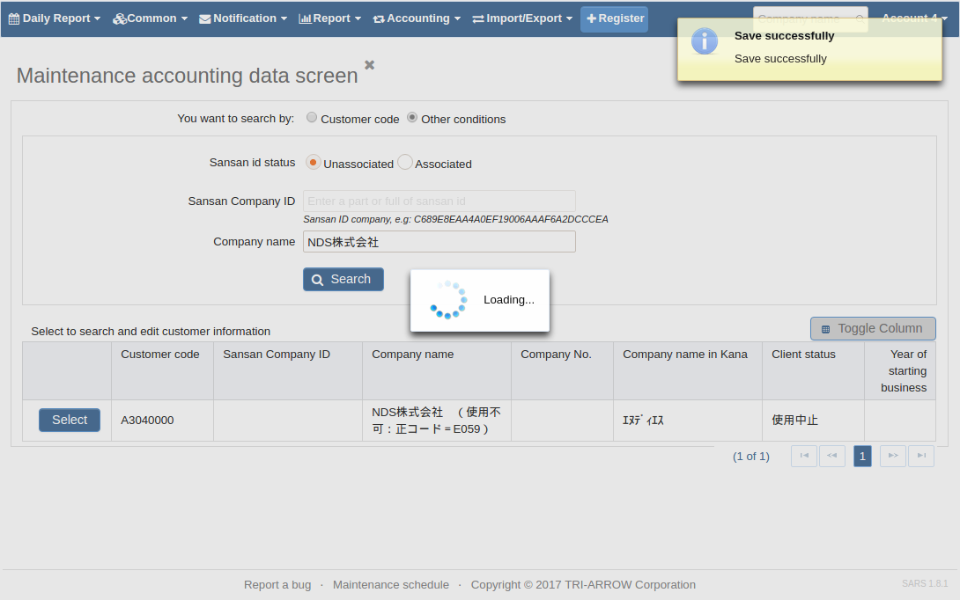 Daily Report Common Notification Report Accounting Import/Export Register Company name Account 4
Save successfully
Save successfully
Maintenance accounting data screen
You want to search by: Customer code Other conditions
Sansan id status Unassociated Associated
Sansan Company ID Enter a part or full of sansan id
Sansan ID company, e.g: C689E8EAA4A0EF19006AAAF6A2DCCCEA
Company name NDS株式会社
Search
Loading...
Select to search and edit customer information
Toggle Column
Customer code Sansan Company ID Company name Company No. Company name in Kana Client status Year of
starting
business
Select A3040000 NDS株式会社 （使用不 ｴﾇﾃﾞｨｴｽ 使用中止
可：正コード＝E059）
(1 of 1) 1
Report a bug · Maintenance schedule · Copyright © 2017 TRI-ARROW Corporation
SARS 1.8.1